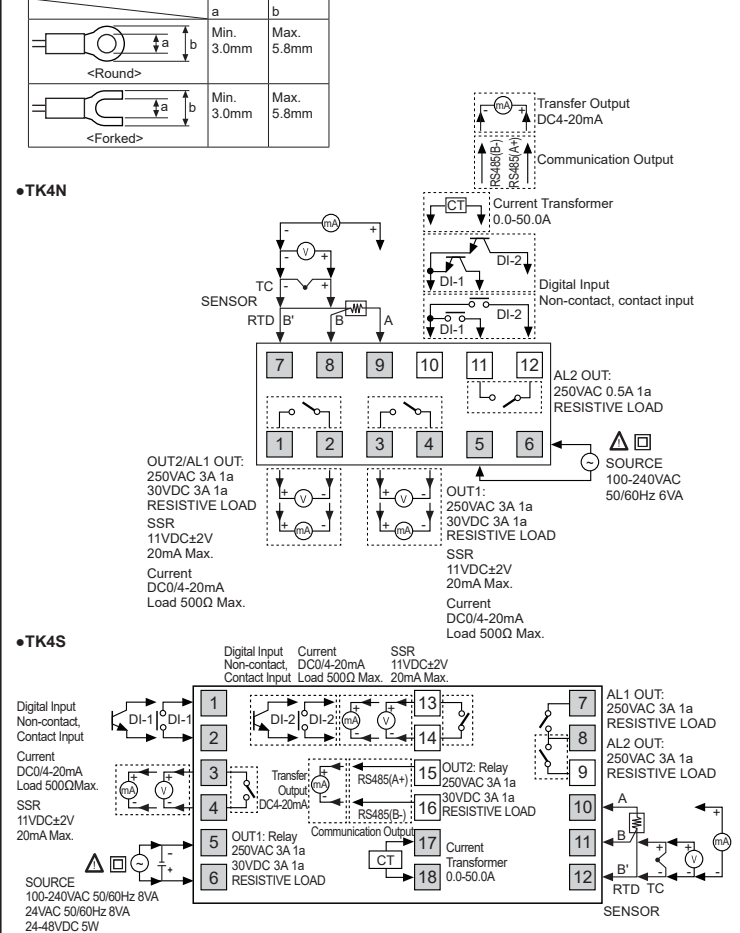 a b
Min.
3.0mm
Max.
5.8mm
a b
<Round>
Min.
3.0mm
Max.
5.8mm
a b
<Forked>
- mA +
Transfer Output
DC4-20mA
RS485(B-)
RS485(A+)
Communication Output
●TK4N
CT
Current Transformer
0.0-50.0A
- mA +
- V +
TC - +
SENSOR
RTD B' B A
DI-1
DI-2
DI-1
DI-2
Digital Input
Non-contact, contact input
7 8 9 10 11 12
AL2 OUT:
250VAC 0.5A 1a
RESISTIVE LOAD
1 2 3 4 5 6
~
SOURCE
100-240VAC
50/60Hz 6VA
OUT2/AL1 OUT:
250VAC 3A 1a
30VDC 3A 1a
RESISTIVE LOAD
SSR
11VDC±2V
20mA Max.
Current
DC0/4-20mA
Load 500Ω Max.
+ V -
+ mA -
+ V -
+ mA -
OUT1:
250VAC 3A 1a
30VDC 3A 1a
RESISTIVE LOAD
SSR
11VDC±2V
20mA Max.
Current
DC0/4-20mA
Load 500Ω Max.
●TK4S
Digital Input
Non-contact,
Contact Input
Current
DC0/4-20mA
Load 500Ω Max.
SSR
11VDC±2V
20mA Max.
Digital Input
Non-contact,
Contact Input
DI-1 DI-1
1
2
DI-2 DI-2
+ mA -
+ V -
13
14
7
8
9
AL1 OUT:
250VAC 3A 1a
RESISTIVE LOAD
AL2 OUT:
250VAC 3A 1a
RESISTIVE LOAD
Current
DC0/4-20mA
Load 500ΩMax.
SSR
11VDC±2V
20mA Max.
+ mA -
+ V -
3
4
Transfer
Output
DC4-20mA
+ mA -
RS485(A+)
RS485(B-)
Communication Output
15
16
OUT2: Relay
250VAC 3A 1a
30VDC 3A 1a
RESISTIVE LOAD
SOURCE
100-240VAC 50/60Hz 8VA
24VAC 50/60Hz 8VA
24-48VDC 5W
~
-
+
5
6
OUT1: Relay
250VAC 3A 1a
30VDC 3A 1a
RESISTIVE LOAD
CT
17
18
Current
Transformer
0.0-50.0A
10
11
12
A
B
B'
RTD TC
+ -
+ V -
+ mA -
SENSOR